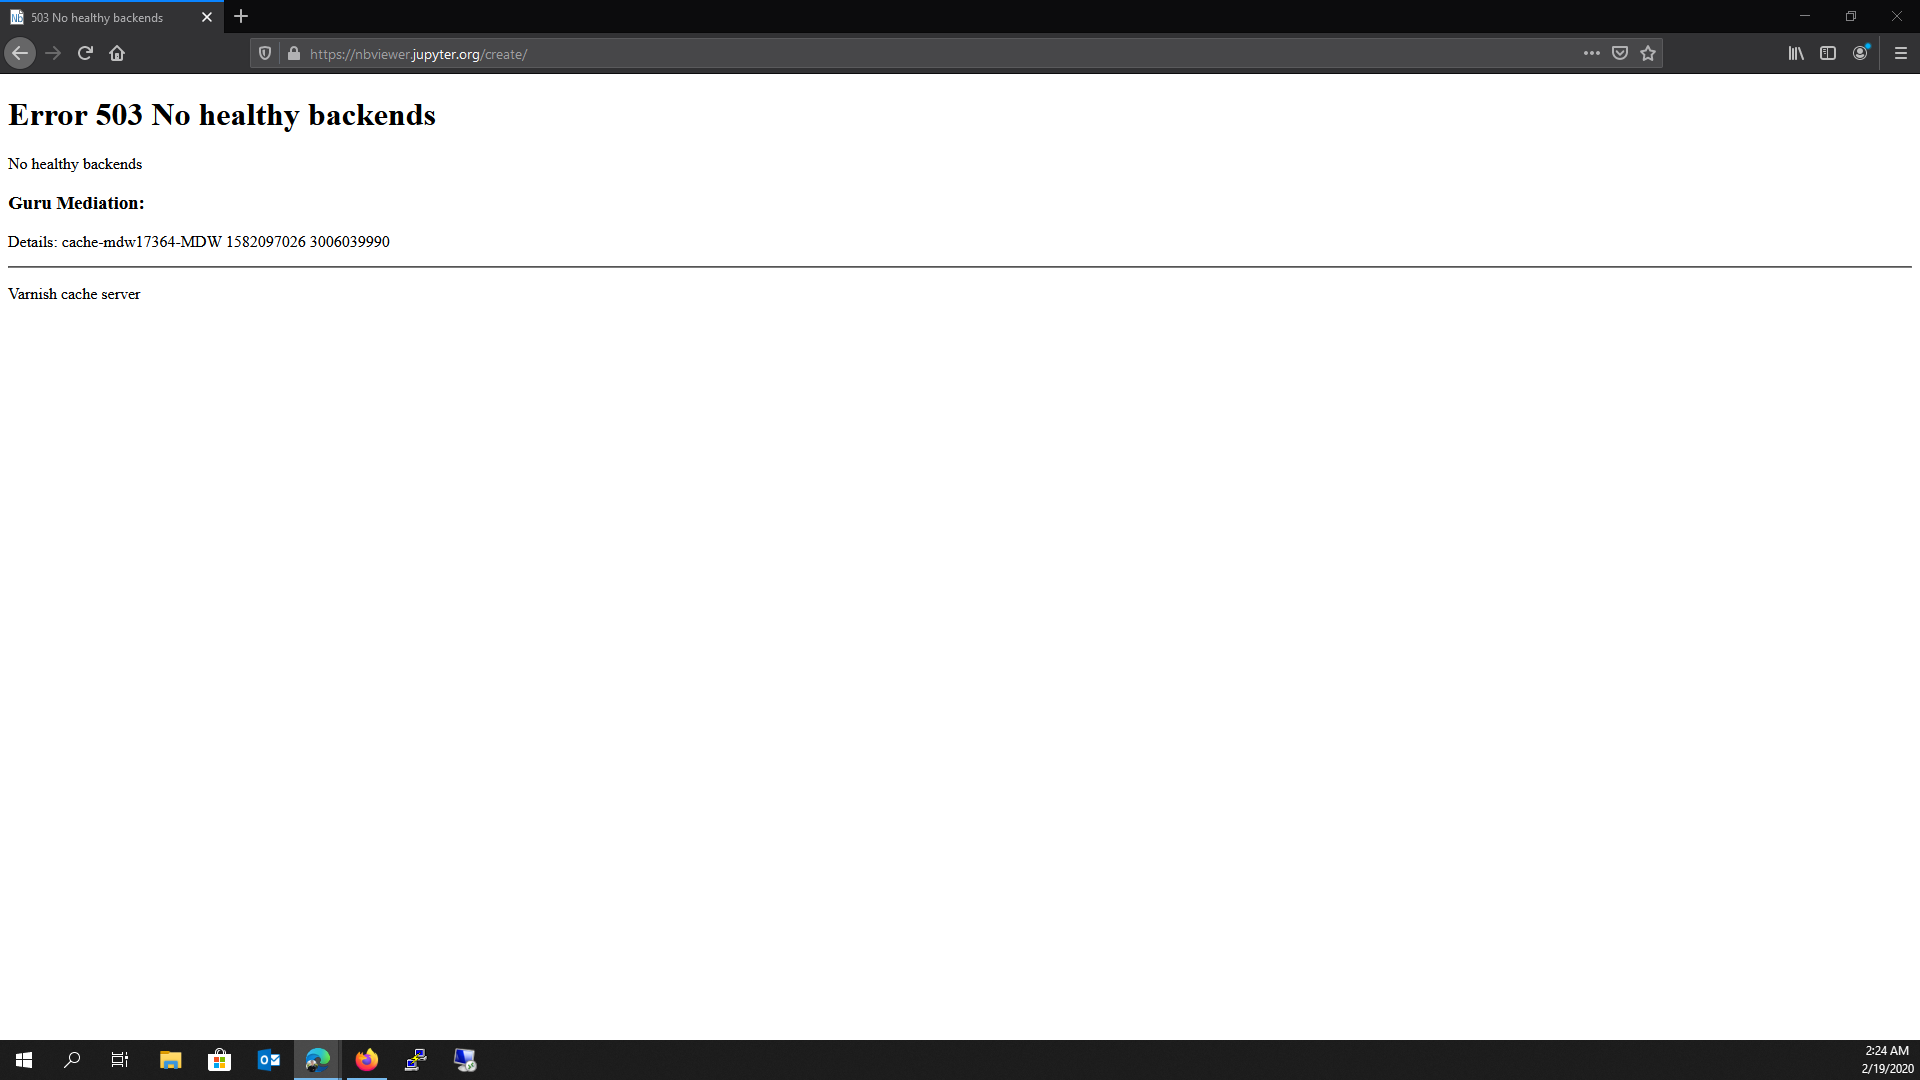 503 No healthy backends
https://nbviewer.jupyter.org/create/
Error 503 No healthy backends
No healthy backends
Guru Mediation:
Details: cache-mdw17364-MDW 1582097026 3006039990
Varnish cache server
2:24 AM
2/19/2020